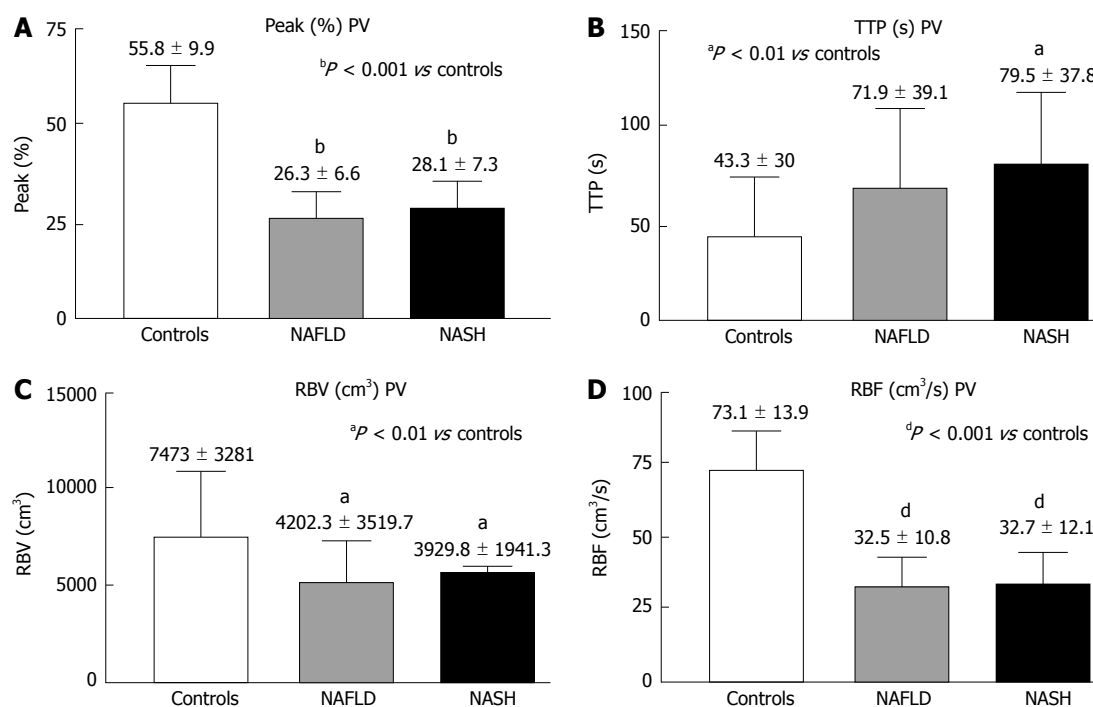 A
Peak (%) PV
75
55.8 ± 9.9
ᵇP < 0.001 vs controls
50
b
b
26.3 ± 6.6
28.1 ± 7.3
25
0
Peak (%)
Controls
NAFLD
NASH
B
TTP (s) PV
150
ᵃP < 0.01 vs controls
a
79.5 ± 37.8
71.9 ± 39.1
100
43.3 ± 30
50
0
TTP (s)
Controls
NAFLD
NASH
C
RBV (cm³) PV
15000
ᵃP < 0.01 vs controls
7473 ± 3281
10000
a
4202.3 ± 3519.7
a
3929.8 ± 1941.3
5000
0
RBV (cm³)
Controls
NAFLD
NASH
D
RBF (cm³/s) PV
100
73.1 ± 13.9
ᵈP < 0.001 vs controls
75
d
d
32.5 ± 10.8
32.7 ± 12.1
50
25
0
RBF (cm³/s)
Controls
NAFLD
NASH